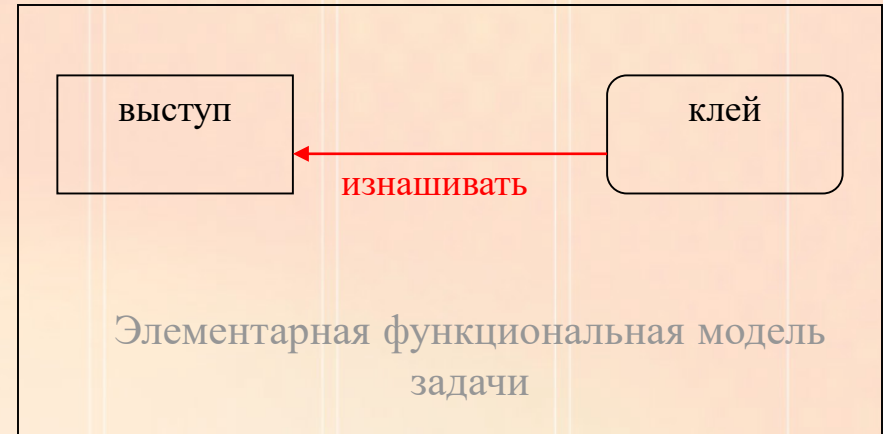 выступ
клей
изнашивать
Элементарная функциональная модель
задачи